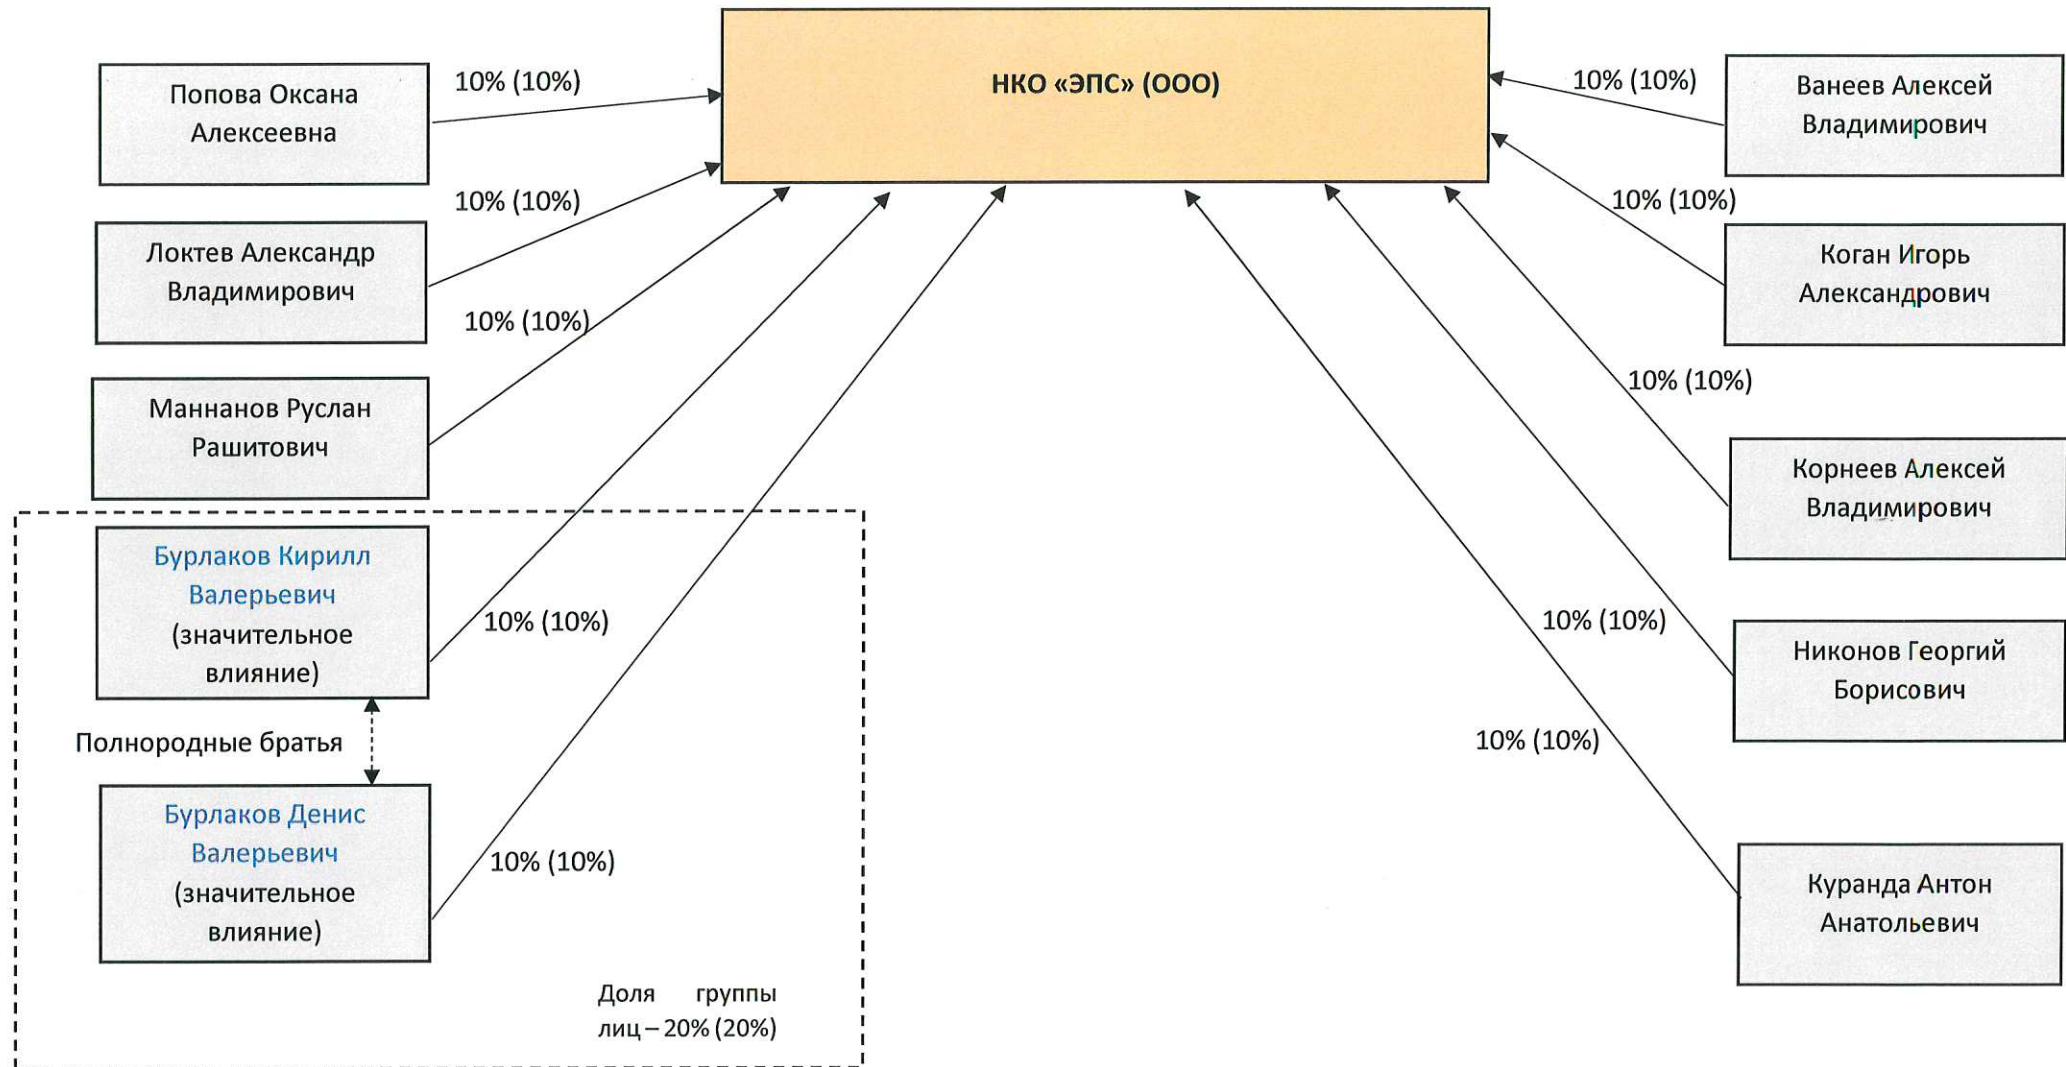 НКО «ЭПС» (ООО)
Попова Оксана
Алексеевна
10% (10%)
Локтев Александр
Владимирович
10% (10%)
Маннанов Руслан
Рашитович
10% (10%)
Бурлаков Кирилл
Валерьевич
(значительное
влияние)
10% (10%)
Полнородные братья
Бурлаков Денис
Валерьевич
(значительное
влияние)
10% (10%)
Доля группы
лиц – 20% (20%)
10% (10%)
Ванеев Алексей
Владимирович
10% (10%)
Коган Игорь
Александрович
10% (10%)
Корнеев Алексей
Владимирович
10% (10%)
Никонов Георгий
Борисович
10% (10%)
Куранда Антон
Анатольевич